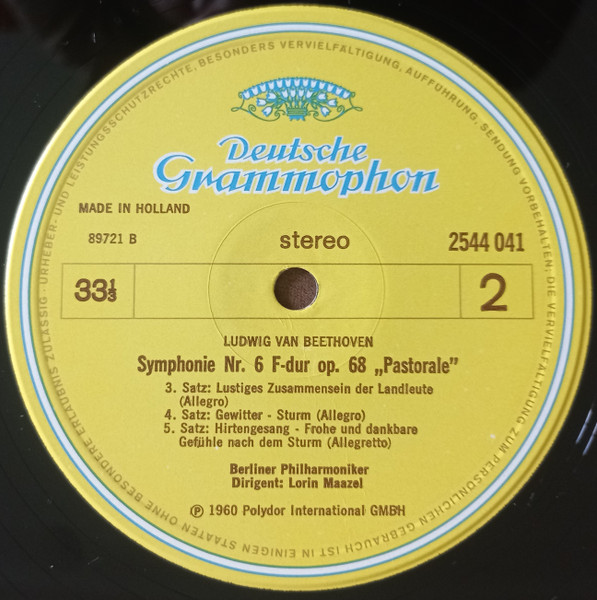 Deutsche
Grammophon
MADE IN HOLLAND
89721 B
stereo
2544 041
33⅓
2
LUDWIG VAN BEETHOVEN
Symphonie Nr. 6 F-dur op. 68 „Pastorale”
3. Satz: Lustiges Zusammensein der Landleute
(Allegro)
4. Satz: Gewitter - Sturm (Allegro)
5. Satz: Hirtengesang - Frohe und dankbare
Gefühle nach dem Sturm (Allegretto)
Berliner Philharmoniker
Dirigent: Lorin Maazel
℗ 1960 Polydor International GMBH
URHEBER- UND LEISTUNGSSCHUTZRECHTE, BESONDERS VERVIELFÄLTIGUNG, AUFFÜHRUNG, SENDUNG VORBEHALTEN; DIE VERVIELFÄLTIGUNG ZUM PERSÖNLICHEN GEBRAUCH IST IN EINIGEN STAATEN OHNE BESONDERE ERLAUBNIS ZULÄSSIG ·